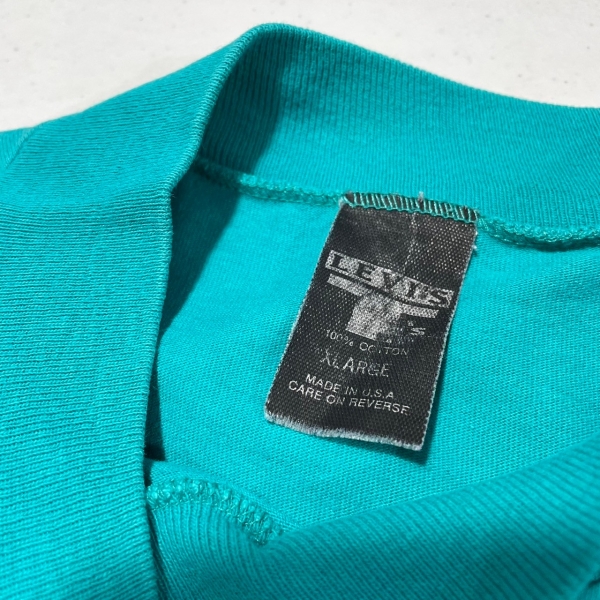 LEVI'S
T's
100% COTTON
XLARGE
MADE IN U.S.A
CARE ON REVERSE